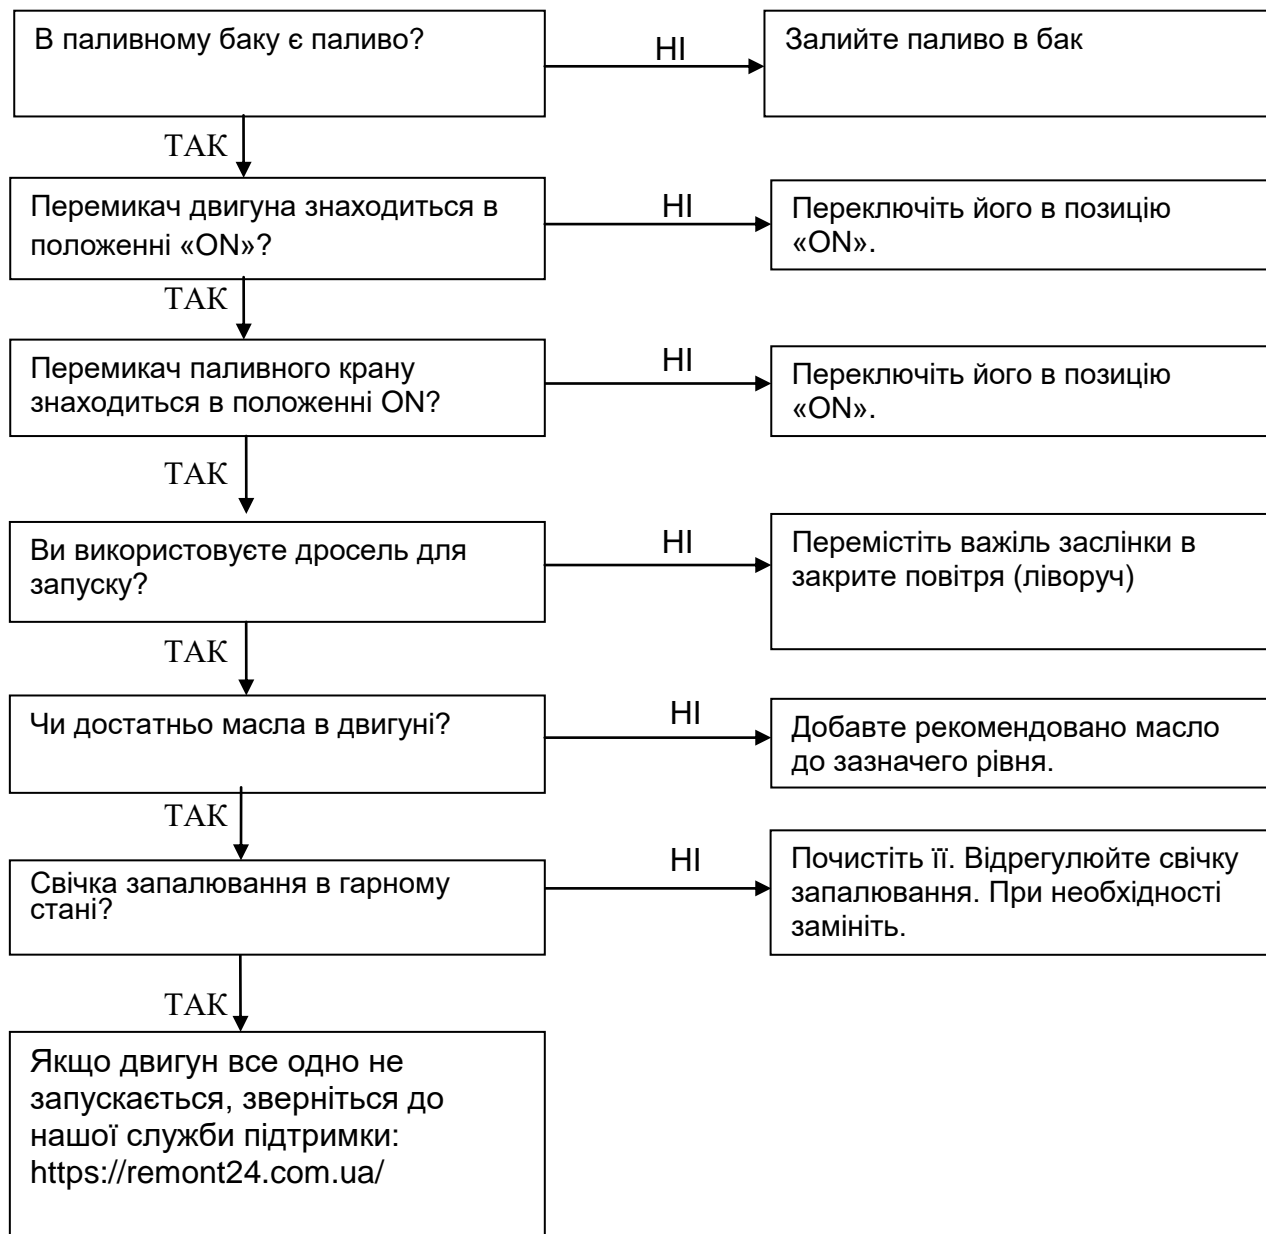 В паливному баку є паливо?
НІ
Залийте паливо в бак
ТАК
Перемикач двигуна знаходиться в
положенні «ON»?
НІ
Переключіть його в позицію
«ON».
ТАК
Перемикач паливного крану
знаходиться в положенні ON?
НІ
Переключіть його в позицію
«ON».
ТАК
Ви використовуєте дросель для
запуску?
НІ
Перемістіть важіль заслінки в
закрите повітря (ліворуч)
ТАК
Чи достатньо масла в двигуні?
НІ
Добавте рекомендовано масло
до зазначего рівня.
ТАК
Свічка запалювання в гарному
стані?
НІ
Почистіть її. Відрегулюйте свічку
запалювання. При необхідності
замініть.
ТАК
Якщо двигун все одно не
запускається, зверніться до
нашої служби підтримки:
https://remont24.com.ua/